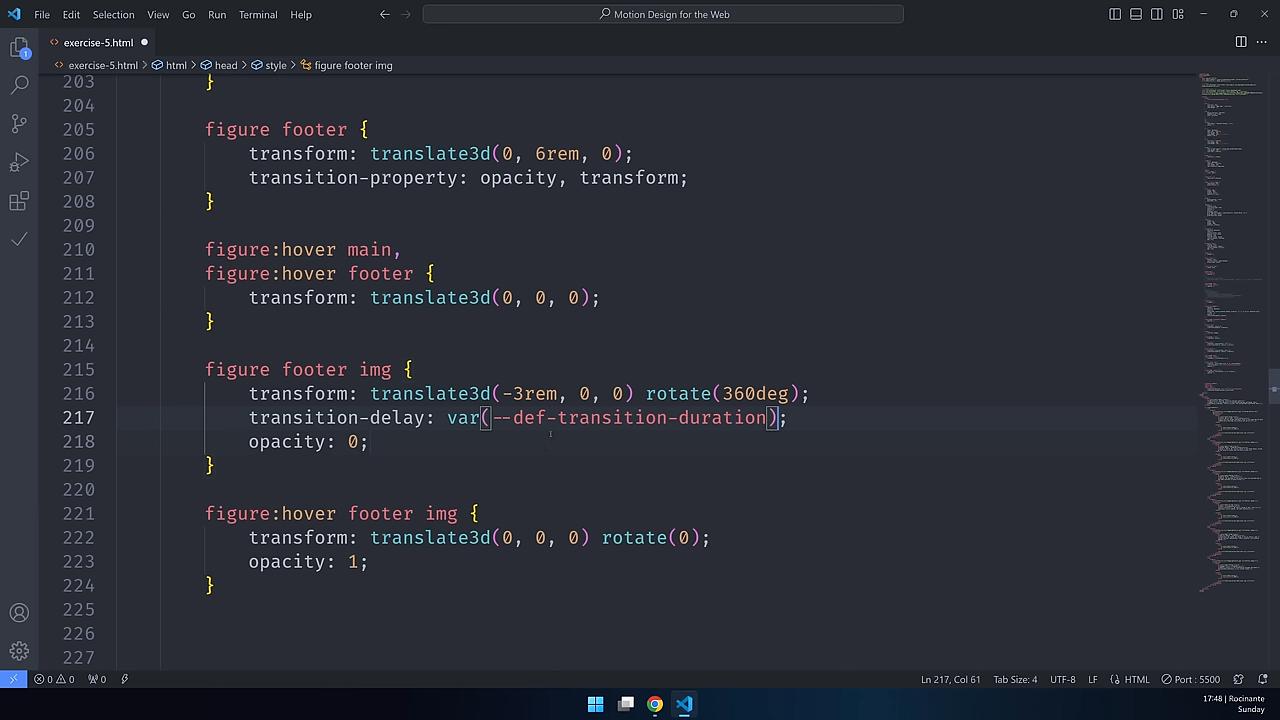 File Edit Selection View Go Run Terminal Help
Motion Design for the Web
exercise-5.html
exercise-5.html > html > head > style > figure footer img
1
203 }
204
205 figure footer {
206 transform: translate3d(0, 6rem, 0);
207 transition-property: opacity, transform;
208 }
209
210 figure:hover main,
211 figure:hover footer {
212 transform: translate3d(0, 0, 0);
213 }
214
215 figure footer img {
216 transform: translate3d(-3rem, 0, 0) rotate(360deg);
217 transition-delay: var(--def-transition-duration);
218 opacity: 0;
219 }
220
221 figure:hover footer img {
222 transform: translate3d(0, 0, 0) rotate(0);
223 opacity: 1;
224 }
225
226
227
0 0 0 Ln 217, Col 61 Tab Size: 4 UTF-8 LF HTML Port : 5500
17:48 | Rocinante
Sunday